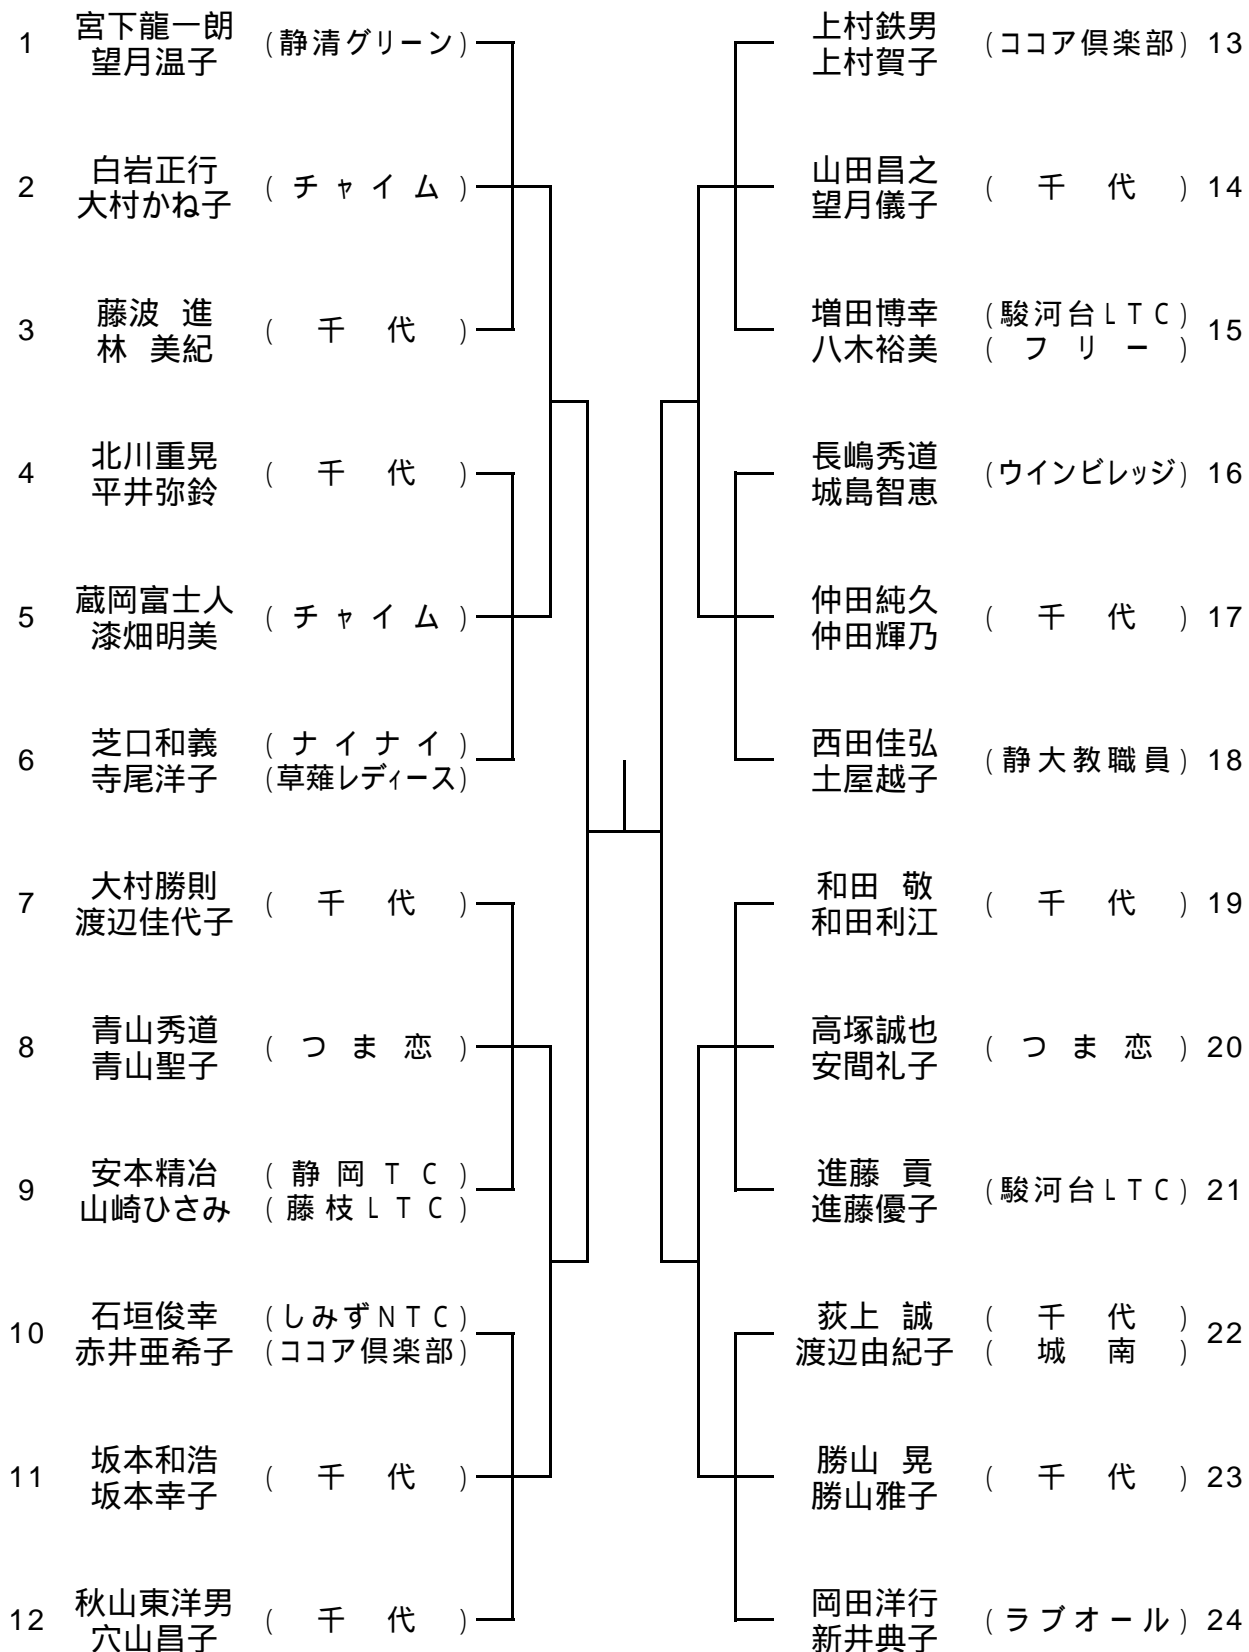 1 宮下龍一朗 (静清グリーン)
望月温子
2 白岩正行 (チャイム)
大村かね子
3 藤波 進 (千代)
林 美紀
4 北川重晃 (千代)
平井弥鈴
5 蔵岡富士人 (チャイム)
漆畑明美
6 芝口和義 (ナイナイ)
寺尾洋子 (草薙レディース)
7 大村勝則 (千代)
渡辺佳代子
8 青山秀道 (つま恋)
青山聖子
9 安本精冶 (静岡TC)
山崎ひさみ (藤枝LTC)
10 石垣俊幸 (しみずNTC)
赤井亜希子 (ココア倶楽部)
11 坂本和浩 (千代)
坂本幸子
12 秋山東洋男 (千代)
穴山昌子
上村鉄男 (ココア倶楽部) 13
上村賀子
山田昌之 (千代) 14
望月儀子
増田博幸 (駿河台LTC) 15
八木裕美 (フリー)
長嶋秀道 (ウインビレッジ) 16
城島智恵
仲田純久 (千代) 17
仲田輝乃
西田佳弘 (静大教職員) 18
土屋越子
和田 敬 (千代) 19
和田利江
高塚誠也 (つま恋) 20
安間礼子
進藤 貢 (駿河台LTC) 21
進藤優子
荻上 誠 (千代) 22
渡辺由紀子 (城南)
勝山 晃 (千代) 23
勝山雅子
岡田洋行 (ラブオール) 24
新井典子